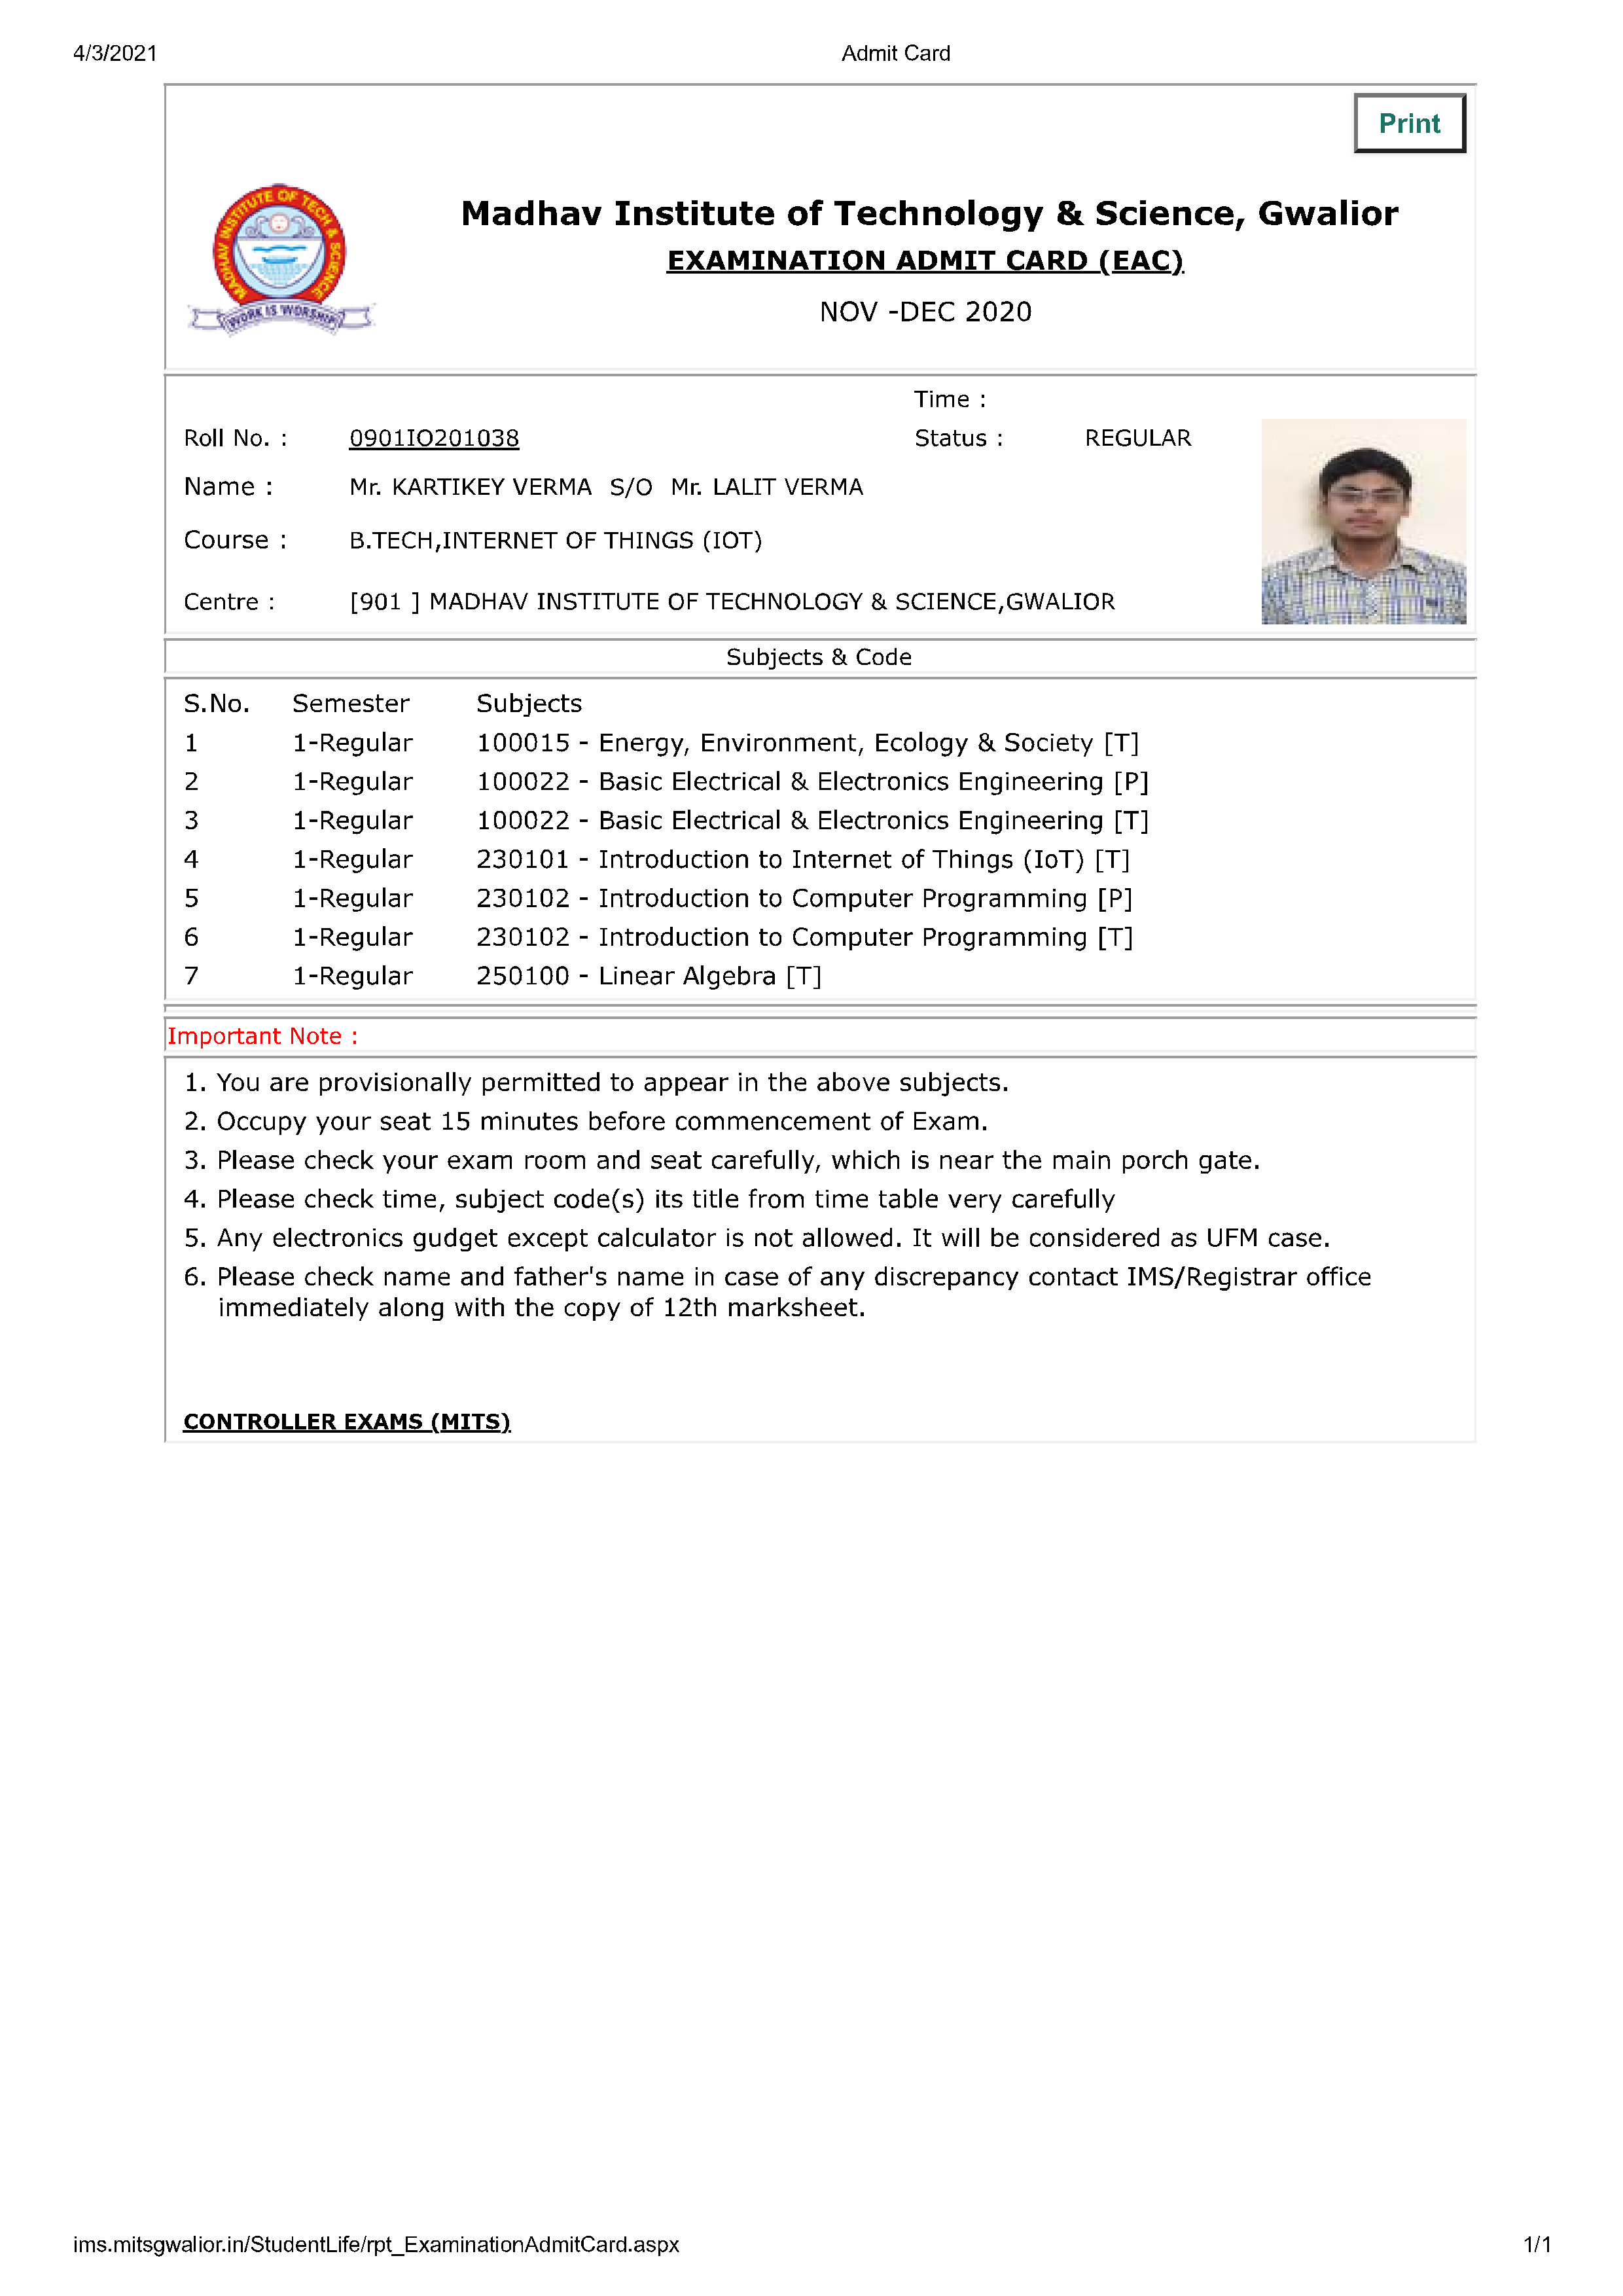 4/3/2021 Admit Card
Print
MADHAV INSTITUTE OF TECH & SCIENCE
WORK IS WORSHIP
Madhav Institute of Technology & Science, Gwalior
EXAMINATION ADMIT CARD (EAC)
NOV -DEC 2020
Time :
Roll No. : 0901IO201038 Status : REGULAR
Name : Mr. KARTIKEY VERMA S/O Mr. LALIT VERMA
Course : B.TECH,INTERNET OF THINGS (IOT)
Centre : [901 ] MADHAV INSTITUTE OF TECHNOLOGY & SCIENCE,GWALIOR
Subjects & Code
S.No. Semester Subjects
1 1-Regular 100015 - Energy, Environment, Ecology & Society [T]
2 1-Regular 100022 - Basic Electrical & Electronics Engineering [P]
3 1-Regular 100022 - Basic Electrical & Electronics Engineering [T]
4 1-Regular 230101 - Introduction to Internet of Things (IoT) [T]
5 1-Regular 230102 - Introduction to Computer Programming [P]
6 1-Regular 230102 - Introduction to Computer Programming [T]
7 1-Regular 250100 - Linear Algebra [T]
Important Note :
1. You are provisionally permitted to appear in the above subjects.
2. Occupy your seat 15 minutes before commencement of Exam.
3. Please check your exam room and seat carefully, which is near the main porch gate.
4. Please check time, subject code(s) its title from time table very carefully
5. Any electronics gudget except calculator is not allowed. It will be considered as UFM case.
6. Please check name and father's name in case of any discrepancy contact IMS/Registrar office
immediately along with the copy of 12th marksheet.
CONTROLLER EXAMS (MITS)
ims.mitsgwalior.in/StudentLife/rpt_ExaminationAdmitCard.aspx 1/1